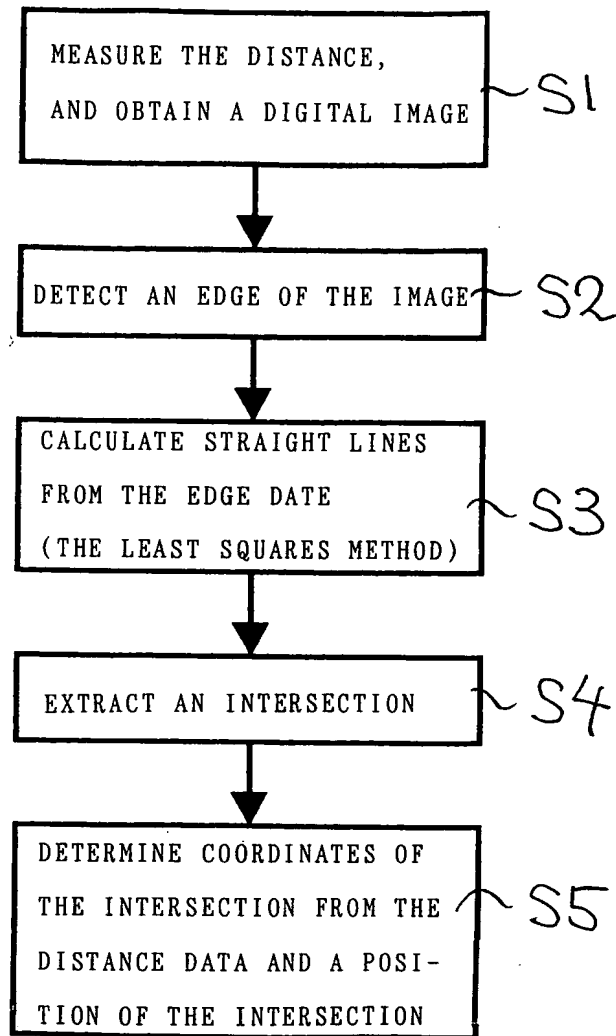 MEASURE THE DISTANCE,
AND OBTAIN A DIGITAL IMAGE
S1
DETECT AN EDGE OF THE IMAGE
S2
CALCULATE STRAIGHT LINES
FROM THE EDGE DATE
(THE LEAST SQUARES METHOD)
S3
EXTRACT AN INTERSECTION
S4
DETERMINE COORDINATES OF
THE INTERSECTION FROM THE
DISTANCE DATA AND A POSI-
TION OF THE INTERSECTION
S5